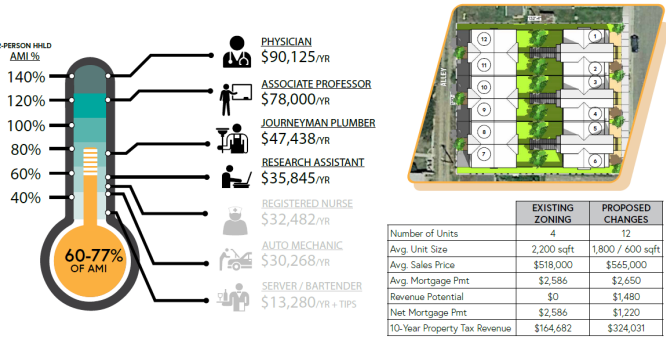 2-PERSON HHLD
AMI %
140%
120%
100%
80%
60%
40%
60-77%
OF AMI
PHYSICIAN
$90,125/YR
ASSOCIATE PROFESSOR
$78,000/YR
JOURNEYMAN PLUMBER
$47,438/YR
RESEARCH ASSISTANT
$35,845/YR
REGISTERED NURSE
$32,482/YR
AUTO MECHANIC
$30,268/YR
SERVER / BARTENDER
$13,280/YR + TIPS
ALLEY
12
11
10
9
8
7
1
2
3
4
5
6
EXISTING ZONING PROPOSED CHANGES
Number of Units 4 12
Avg. Unit Size 2,200 sqft 1,800 / 600 sqft
Avg. Sales Price $518,000 $565,000
Avg. Mortgage Pmt $2,586 $2,650
Revenue Potential $0 $1,480
Net Mortgage Pmt $2,586 $1,220
10-Year Property Tax Revenue $164,682 $324,031